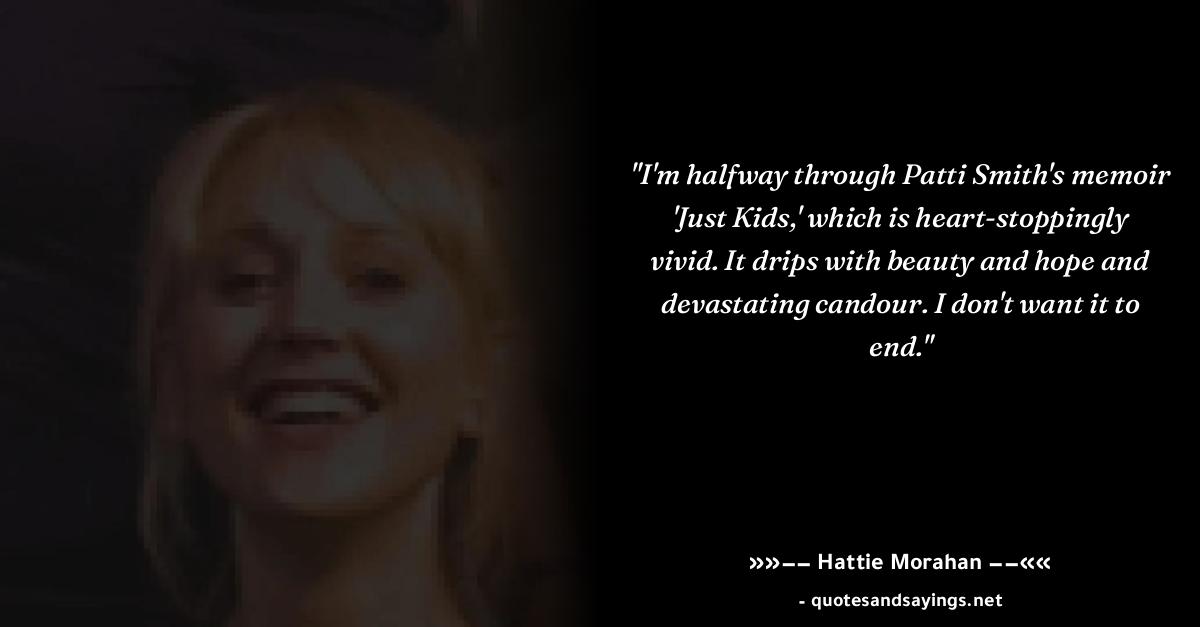 "I'm halfway through Patti Smith's memoir
'Just Kids,' which is heart-stoppingly
vivid. It drips with beauty and hope and
devastating candour. I don't want it to
end."
»»−− Hattie Morahan −−««
- quotesandsayings.net